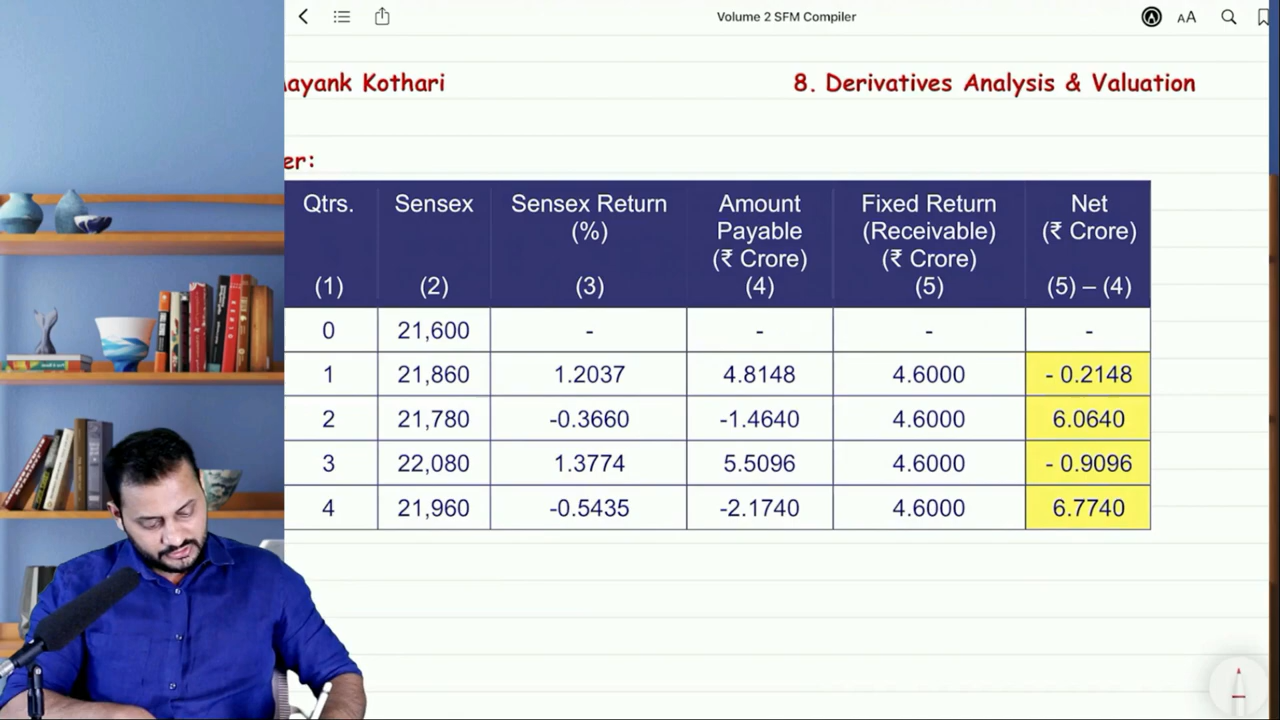 Volume 2 SFM Compiler
AA
Mayank Kothari
8. Derivatives Analysis & Valuation
er:
Qtrs. Sensex Sensex Return Amount Fixed Return Net
(%) Payable (Receivable) (₹ Crore)
(₹ Crore) (₹ Crore)
(1) (2) (3) (4) (5) (5) – (4)
0 21,600 - - - -
1 21,860 1.2037 4.8148 4.6000 - 0.2148
2 21,780 -0.3660 -1.4640 4.6000 6.0640
3 22,080 1.3774 5.5096 4.6000 - 0.9096
4 21,960 -0.5435 -2.1740 4.6000 6.7740